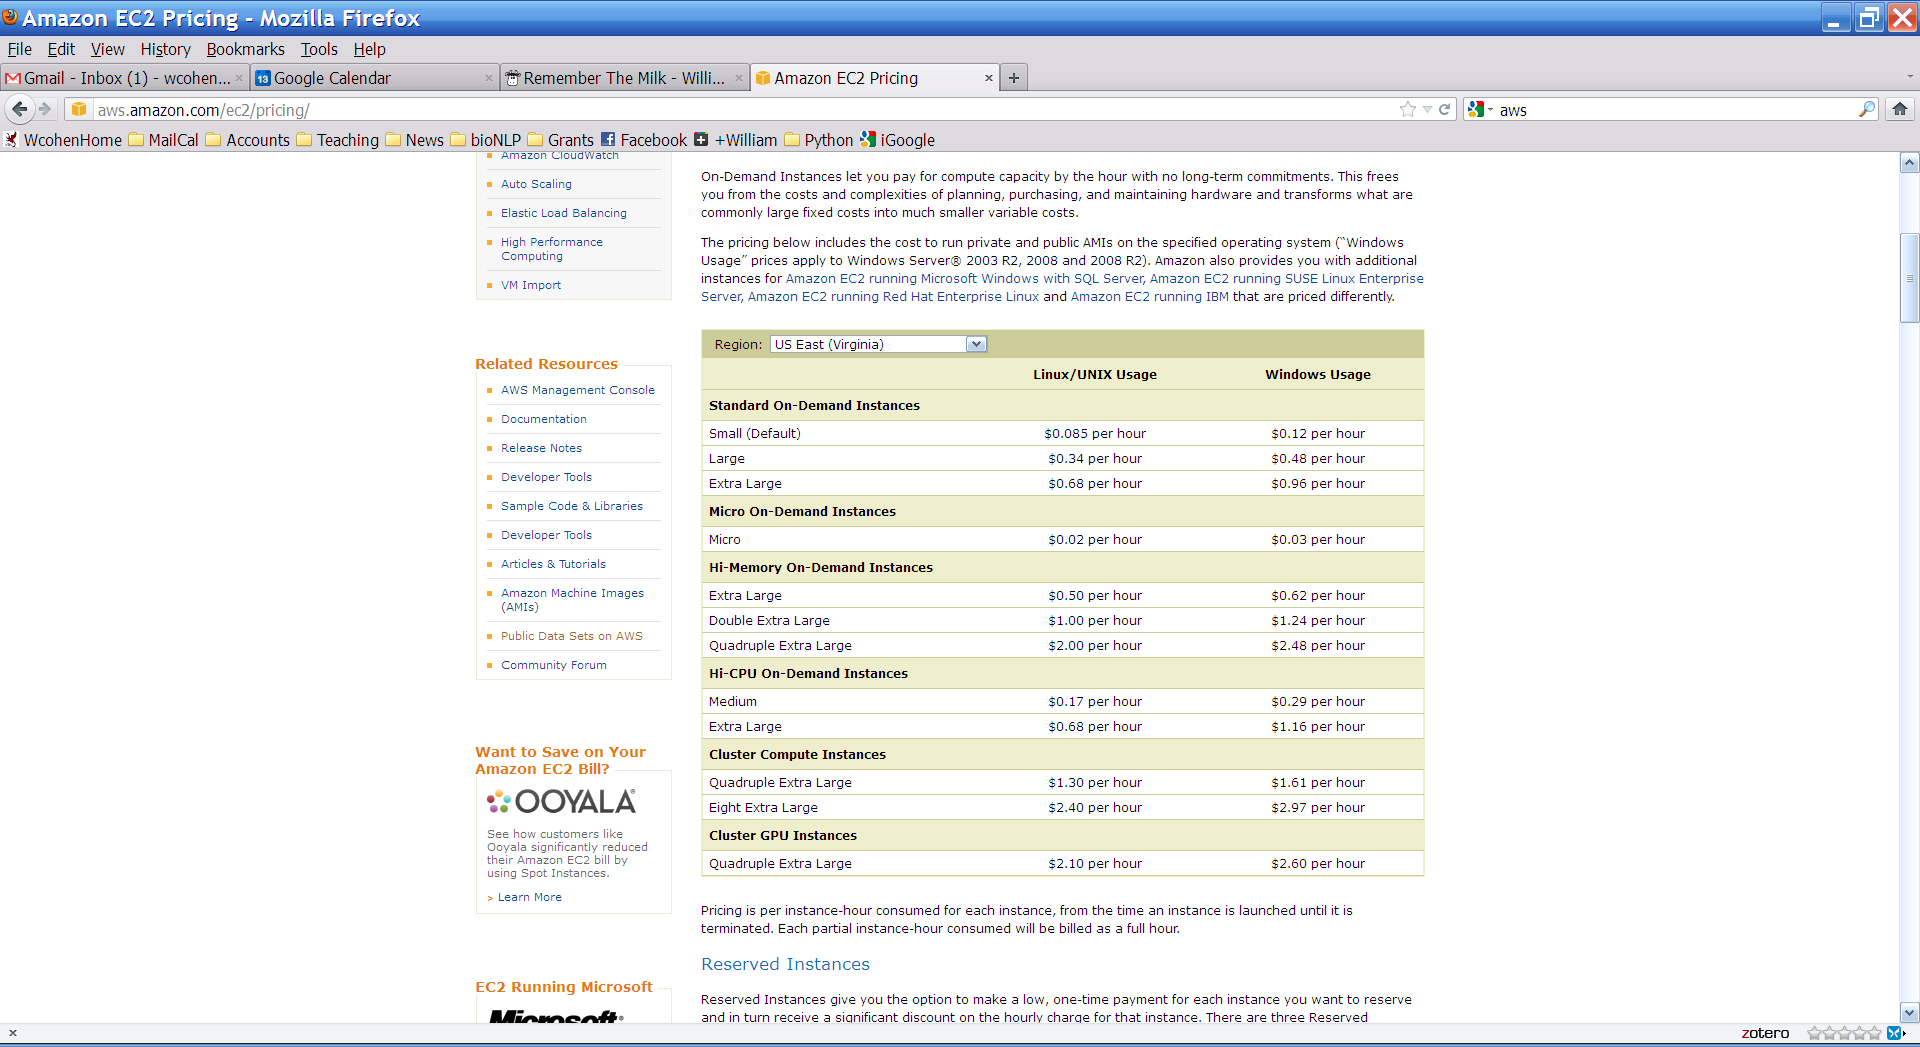 Amazon EC2 Pricing - Mozilla Firefox
File Edit View History Bookmarks Tools Help
Gmail - Inbox (1) - wcohen... Google Calendar Remember The Milk - Willi... Amazon EC2 Pricing
aws.amazon.com/ec2/pricing/ aws
WcohenHome MailCal Accounts Teaching News bioNLP Grants Facebook +William Python iGoogle
Amazon CloudWatch
Auto Scaling
Elastic Load Balancing
High Performance
Computing
VM Import
Related Resources
AWS Management Console
Documentation
Release Notes
Developer Tools
Sample Code & Libraries
Developer Tools
Articles & Tutorials
Amazon Machine Images
(AMIs)
Public Data Sets on AWS
Community Forum
Want to Save on Your
Amazon EC2 Bill?
OOYALA
See how customers like
Ooyala significantly reduced
their Amazon EC2 bill by
using Spot Instances.
> Learn More
EC2 Running Microsoft
Microsoft
On-Demand Instances let you pay for compute capacity by the hour with no long-term commitments. This frees
you from the costs and complexities of planning, purchasing, and maintaining hardware and transforms what are
commonly large fixed costs into much smaller variable costs.
The pricing below includes the cost to run private and public AMIs on the specified operating system (“Windows
Usage” prices apply to Windows Server® 2003 R2, 2008 and 2008 R2). Amazon also provides you with additional
instances for Amazon EC2 running Microsoft Windows with SQL Server, Amazon EC2 running SUSE Linux Enterprise
Server, Amazon EC2 running Red Hat Enterprise Linux and Amazon EC2 running IBM that are priced differently.
Region: US East (Virginia)
Linux/UNIX Usage Windows Usage
Standard On-Demand Instances
Small (Default) $0.085 per hour $0.12 per hour
Large $0.34 per hour $0.48 per hour
Extra Large $0.68 per hour $0.96 per hour
Micro On-Demand Instances
Micro $0.02 per hour $0.03 per hour
Hi-Memory On-Demand Instances
Extra Large $0.50 per hour $0.62 per hour
Double Extra Large $1.00 per hour $1.24 per hour
Quadruple Extra Large $2.00 per hour $2.48 per hour
Hi-CPU On-Demand Instances
Medium $0.17 per hour $0.29 per hour
Extra Large $0.68 per hour $1.16 per hour
Cluster Compute Instances
Quadruple Extra Large $1.30 per hour $1.61 per hour
Eight Extra Large $2.40 per hour $2.97 per hour
Cluster GPU Instances
Quadruple Extra Large $2.10 per hour $2.60 per hour
Pricing is per instance-hour consumed for each instance, from the time an instance is launched until it is
terminated. Each partial instance-hour consumed will be billed as a full hour.
Reserved Instances
Reserved Instances give you the option to make a low, one-time payment for each instance you want to reserve
and in turn receive a significant discount on the hourly charge for that instance. There are three Reserved
zotero